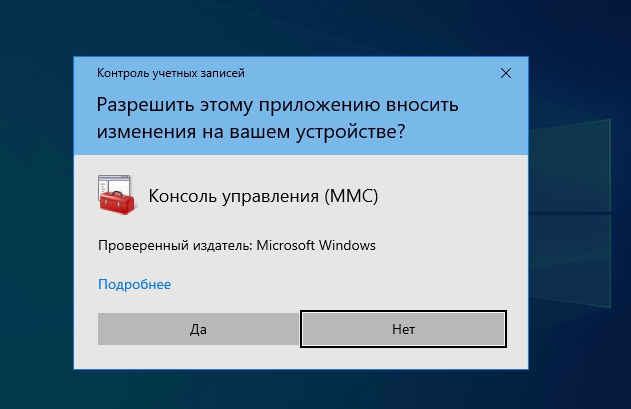 Контроль учетных записей
Разрешить этому приложению вносить
изменения на вашем устройстве?
Консоль управления (MMC)
Проверенный издатель: Microsoft Windows
Подробнее
Да
Нет